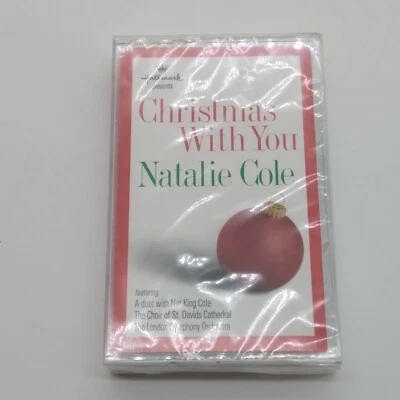 Hallmark
presents
Christmas
With You
Natalie Cole
featuring:
A duet with Nat King Cole
The Choir of St. Davids Cathedral
The London Symphony Orchestra